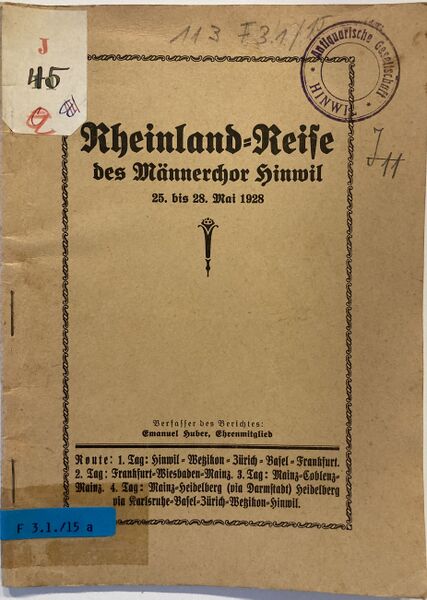 113 F3.1/15
Antiquarische Gesellschaft
* HINWIL *
J
45
J 11
Rheinland-Reise
des Männerchor Hinwil
25. bis 28. Mai 1928
Verfasser des Berichtes:
Emanuel Huber, Ehrenmitglied
Route: 1. Tag: Hinwil - Wetzikon - Zürich - Basel - Frankfurt.
2. Tag: Frankfurt-Wiesbaden-Mainz. 3. Tag: Mainz-Coblenz-
Mainz. 4. Tag: Mainz-Heidelberg (via Darmstadt) Heidelberg
via Karlsruhe-Basel-Zürich-Wetzikon-Hinwil.
F 3.1./15 a